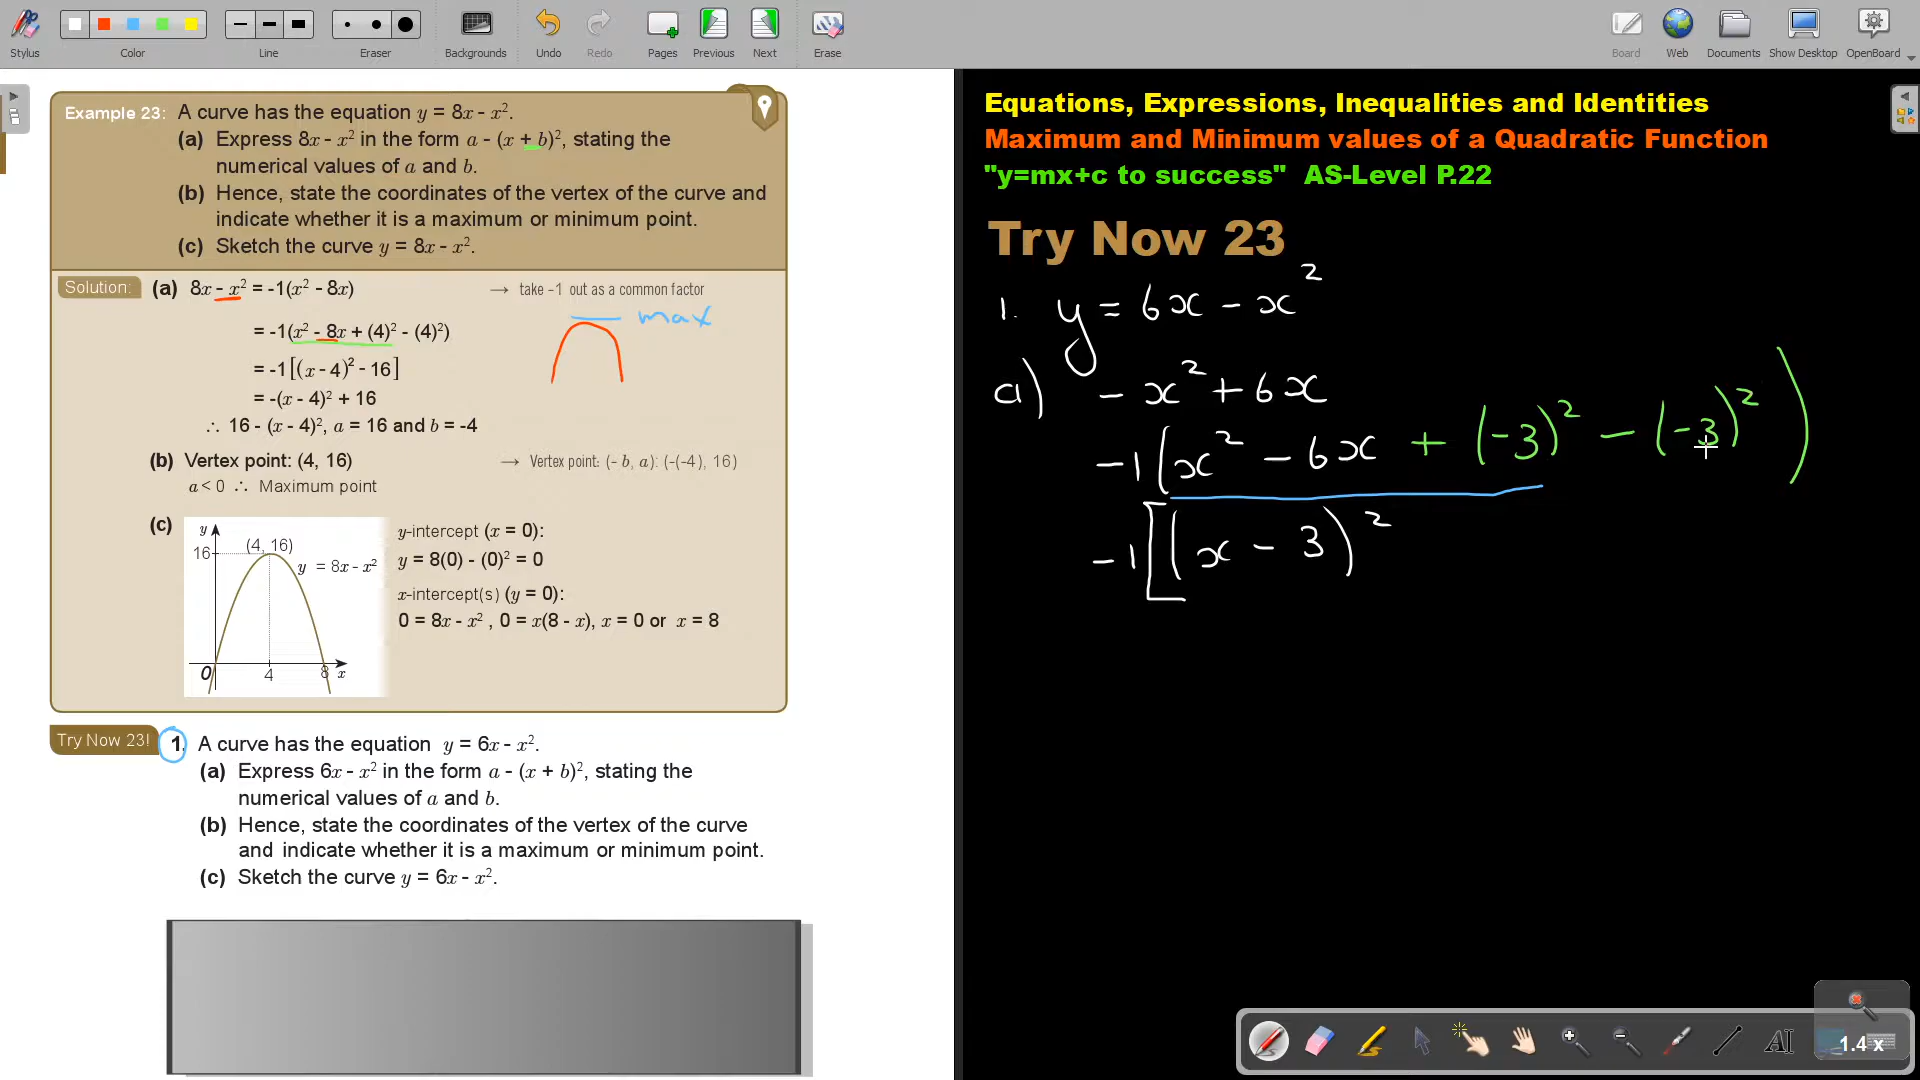 Stylus
Color
Line
Eraser
Backgrounds
Undo
Redo
Pages
Previous
Next
Erase
Board
Web
Documents
Show Desktop
OpenBoard
Example 23: A curve has the equation y = 8x - x².
(a) Express 8x - x² in the form a - (x + b)², stating the
numerical values of a and b.
(b) Hence, state the coordinates of the vertex of the curve and
indicate whether it is a maximum or minimum point.
(c) Sketch the curve y = 8x - x².
Solution: (a) 8x - x² = -1(x² - 8x) → take -1 out as a common factor
max
= -1(x² - 8x + (4)² - (4)²)
= -1[(x - 4)² - 16]
= -(x - 4)² + 16
∴ 16 - (x - 4)², a = 16 and b = -4
(b) Vertex point: (4, 16) → Vertex point: (- b, a): (-(-4), 16)
a < 0 ∴ Maximum point
(c)
y
16
(4, 16)
y = 8x - x²
0
4
8
x
y-intercept (x = 0):
y = 8(0) - (0)² = 0
x-intercept(s) (y = 0):
0 = 8x - x² , 0 = x(8 - x), x = 0 or x = 8
Try Now 23! 1. A curve has the equation y = 6x - x².
(a) Express 6x - x² in the form a - (x + b)², stating the
numerical values of a and b.
(b) Hence, state the coordinates of the vertex of the curve
and indicate whether it is a maximum or minimum point.
(c) Sketch the curve y = 6x - x².
Equations, Expressions, Inequalities and Identities
Maximum and Minimum values of a Quadratic Function
"y=mx+c to success" AS-Level P.22
Try Now 23
1. y = 6x - x²
a) - x² + 6x
-1(x² - 6x + (-3)² - (-3)²)
-1[(x - 3)²
AI
1.4 x